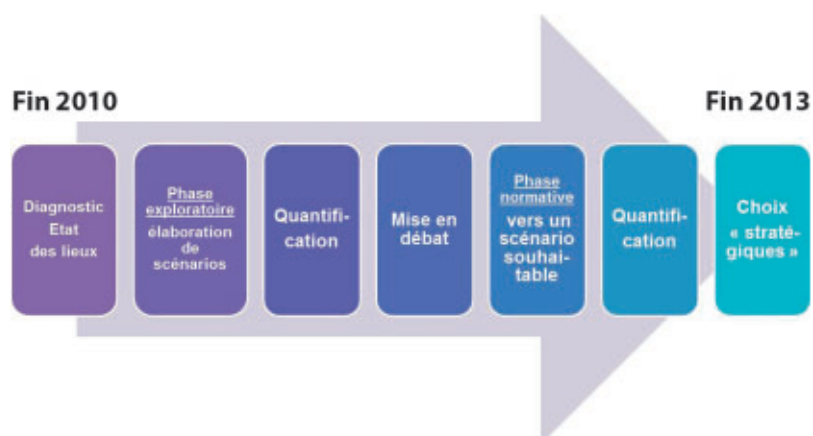 Fin 2010
Fin 2013
Diagnostic
Etat
des lieux
Phase
exploratoire
élaboration
de
scénarios
Quantifi-
cation
Mise en
débat
Phase
normative
vers un
scénario
souhai-
table
Quantifi-
cation
Choix
« straté-
giques »